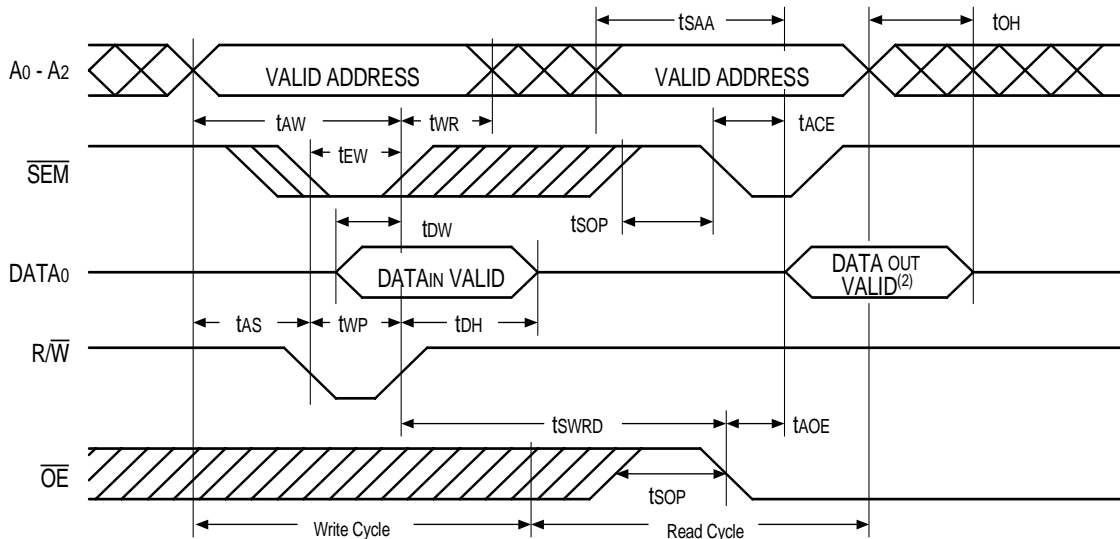 tSAA
tOH
A0 - A2
VALID ADDRESS
VALID ADDRESS
tAW
tWR
tACE
SEM
tEW
tSOP
tDW
DATA0
DATAIN VALID
DATA OUT
VALID(2)
tAS
tWP
tDH
R/W
tSWRD
tAOE
OE
tSOP
Write Cycle
Read Cycle